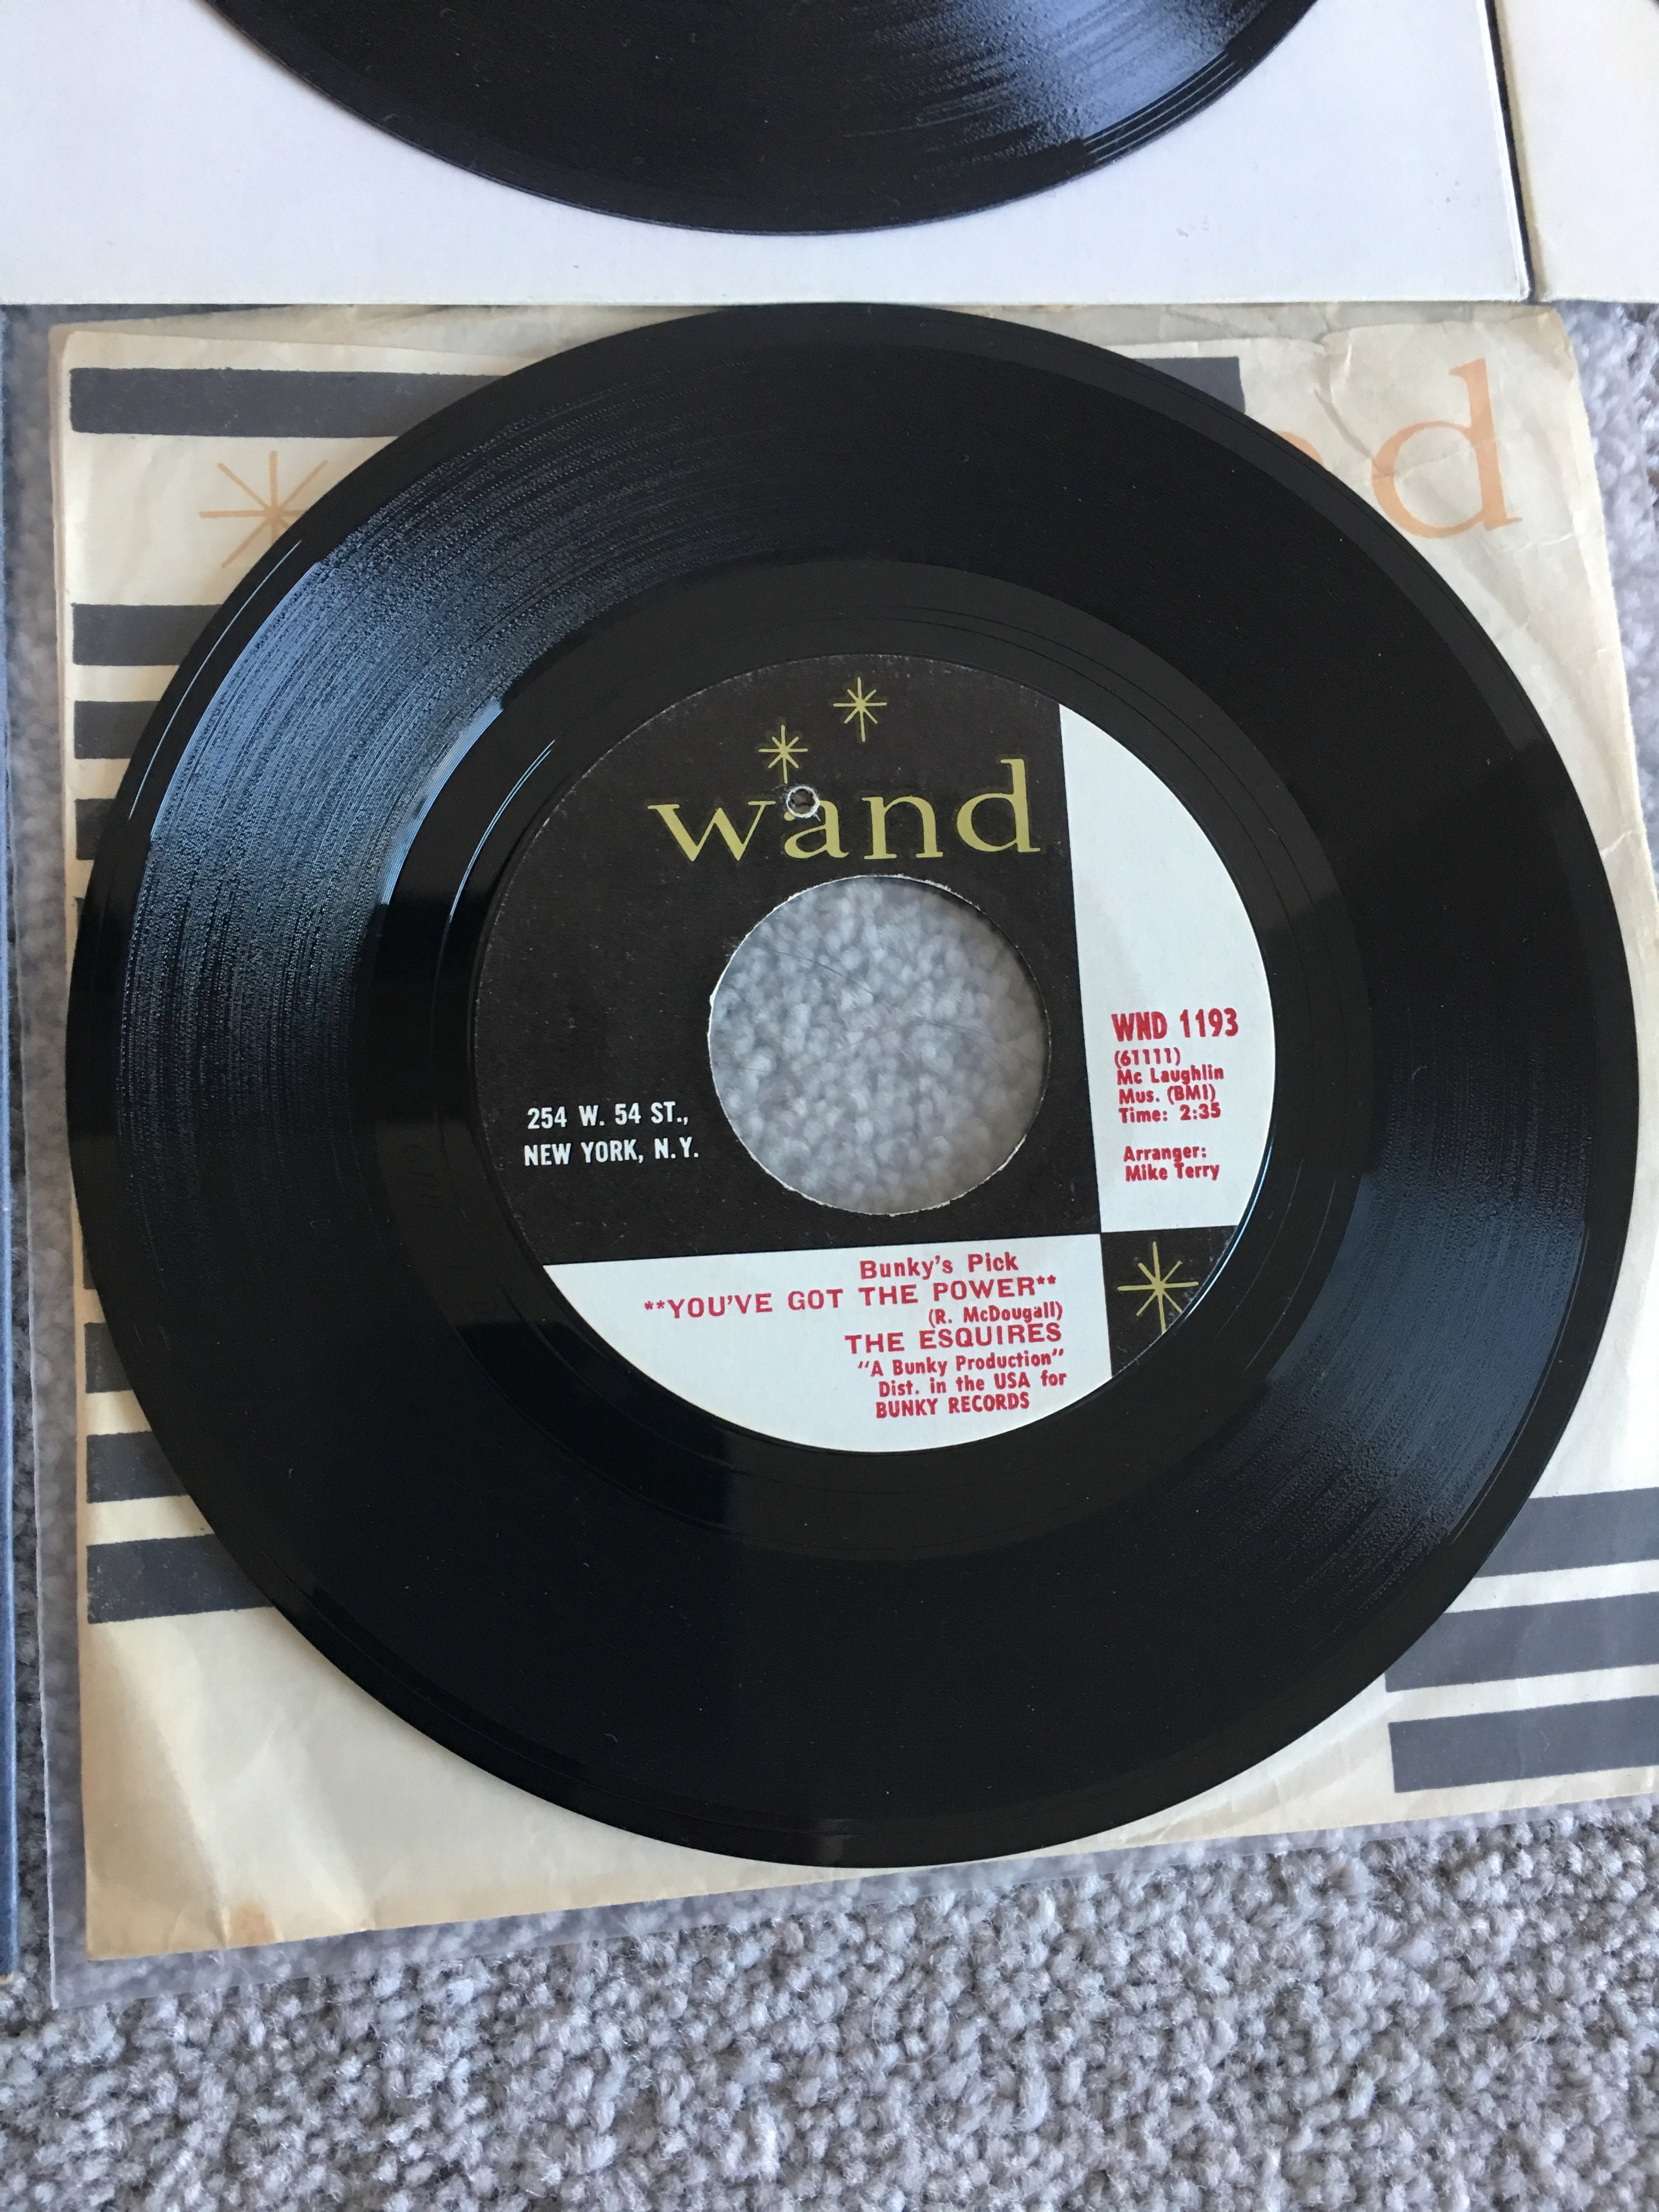 d
wand
254 W. 54 ST.,
NEW YORK, N.Y.
WND 1193
(61111)
Mc Laughlin
Mus. (BMI)
Time: 2:35
Arranger:
Mike Terry
Bunky's Pick
**YOU'VE GOT THE POWER**
(R. McDougall)
THE ESQUIRES
"A Bunky Production"
Dist. in the USA for
BUNKY RECORDS